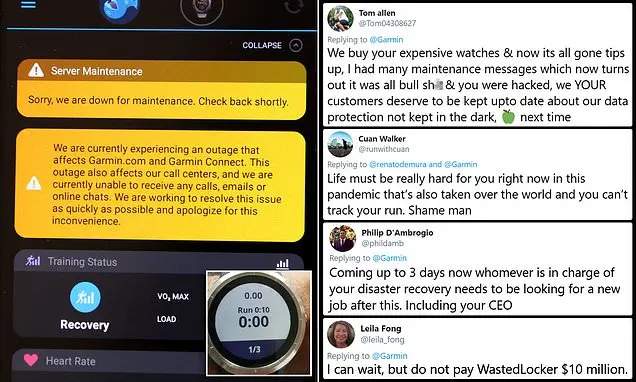 COLLAPSE
Server Maintenance
Sorry, we are down for maintenance. Check back shortly.
We are currently experiencing an outage that
affects Garmin.com and Garmin Connect. This
outage also affects our call centers, and we are
currently unable to receive any calls, emails or
online chats. We are working to resolve this issue
as quickly as possible and apologize for this
inconvenience.
Training Status
Recovery
VO₂ MAX
LOAD
Heart Rate
0.00
Run 0:10
0:00
1/3
Tom allen
@Tom04308627
Replying to @Garmin
We buy your expensive watches & now its all gone tips
up, I had many maintenance messages which now turns
out it was all bull sh & you were hacked, we YOUR
customers deserve to be kept upto date about our data
protection not kept in the dark, 🍏 next time
Cuan Walker
@runwithcuan
Replying to @renatodemura and @Garmin
Life must be really hard for you right now in this
pandemic that's also taken over the world and you can't
track your run. Shame man
Philip D'Ambrogio
@phildamb
Replying to @Garmin
Coming up to 3 days now whomever is in charge of
your disaster recovery needs to be looking for a new
job after this. Including your CEO
Leila Fong
@leila_fong
Replying to @Garmin
I can wait, but do not pay WastedLocker $10 million.